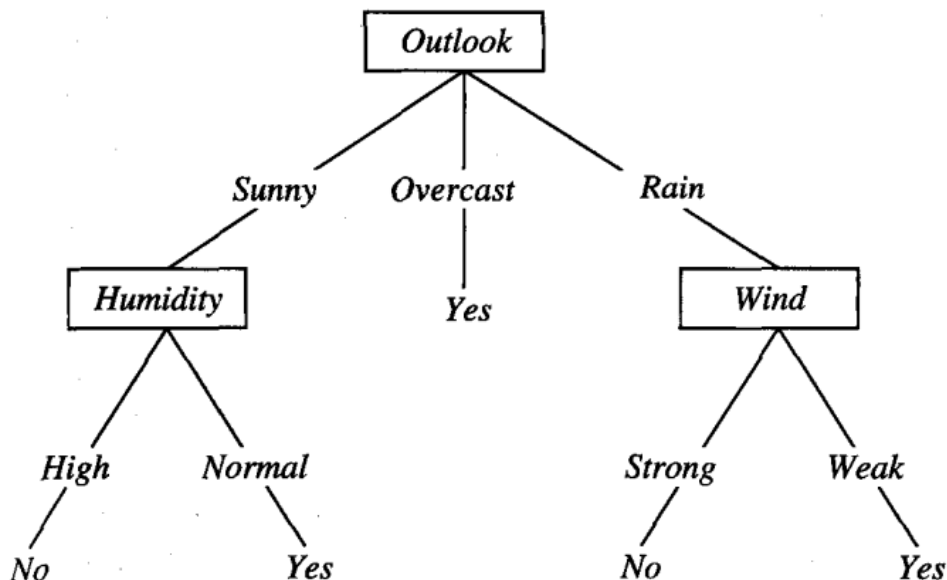 Outlook
Sunny Overcast Rain
Humidity Yes Wind
High Normal Strong Weak
No Yes No Yes